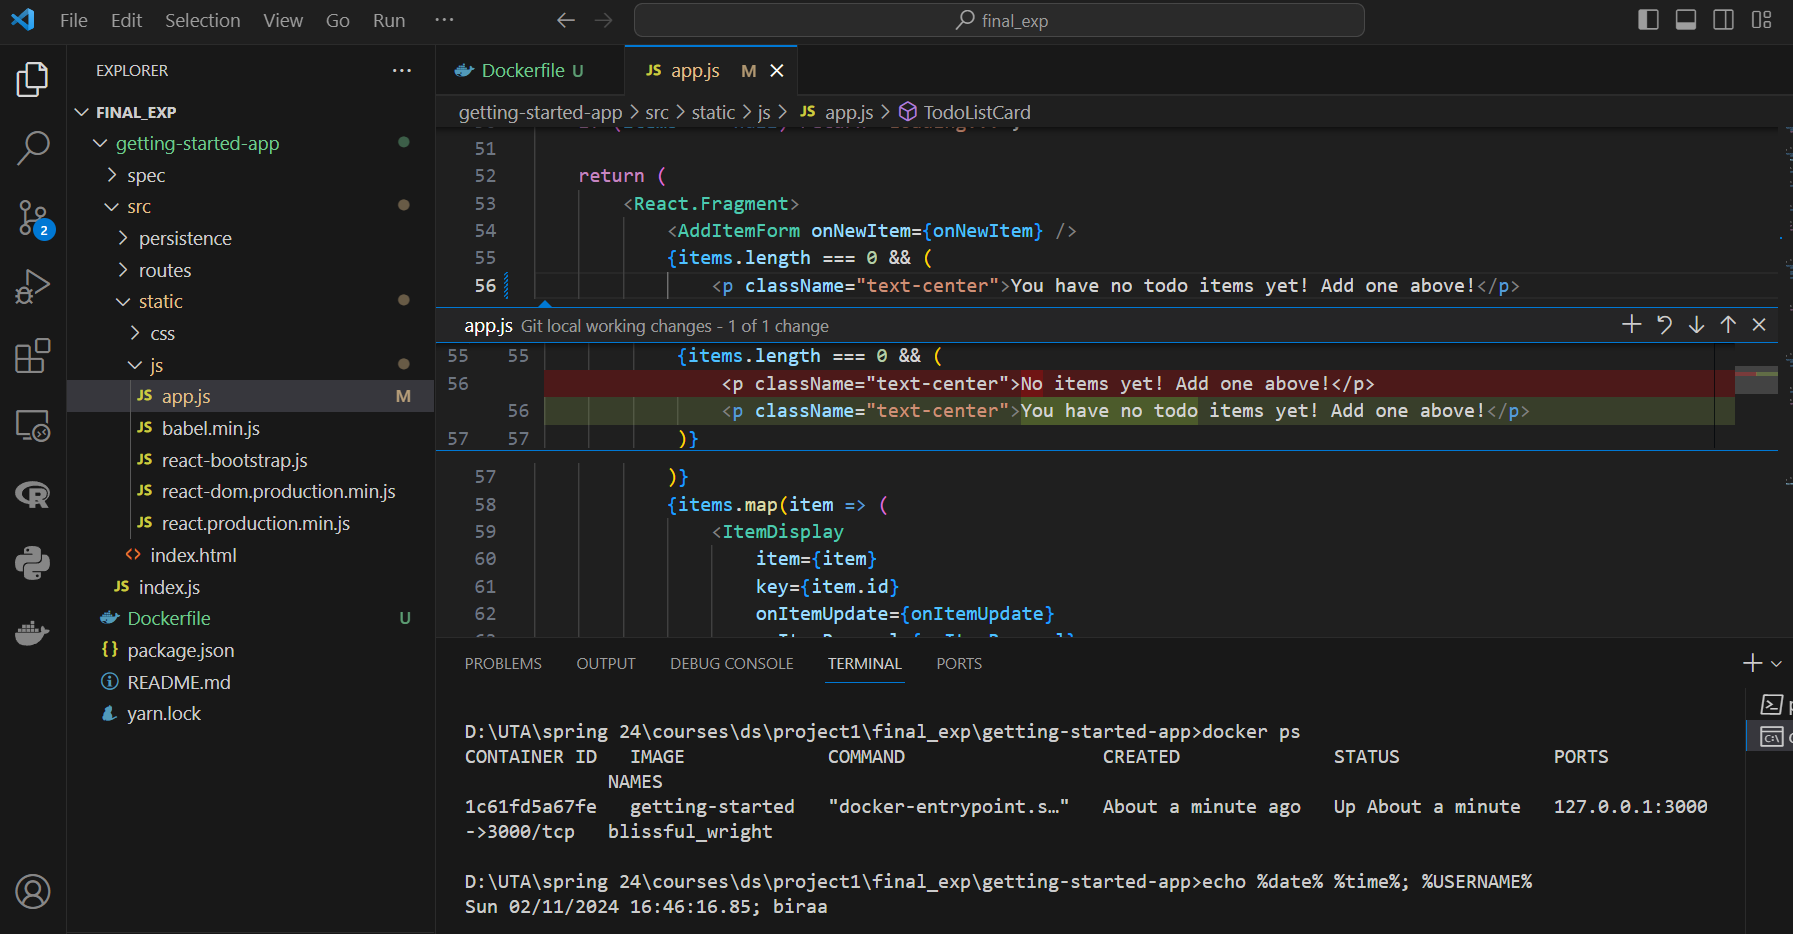 File Edit Selection View Go Run ···
final_exp
EXPLORER ···
FINAL_EXP
getting-started-app
spec
src
persistence
routes
static
css
js
JS app.js M
JS babel.min.js
JS react-bootstrap.js
JS react-dom.production.min.js
JS react.production.min.js
<> index.html
JS index.js
Dockerfile U
{} package.json
README.md
yarn.lock
2
Dockerfile U
JS app.js M
getting-started-app > src > static > js > JS app.js > TodoListCard
51
52 return (
53 <React.Fragment>
54 <AddItemForm onNewItem={onNewItem} />
55 {items.length === 0 && (
56 <p className="text-center">You have no todo items yet! Add one above!</p>
app.js Git local working changes - 1 of 1 change
55 55 {items.length === 0 && (
56 <p className="text-center">No items yet! Add one above!</p>
56 <p className="text-center">You have no todo items yet! Add one above!</p>
57 57 )}
57 )}
58 {items.map(item => (
59 <ItemDisplay
60 item={item}
61 key={item.id}
62 onItemUpdate={onItemUpdate}
PROBLEMS OUTPUT DEBUG CONSOLE TERMINAL PORTS
D:\UTA\spring 24\courses\ds\project1\final_exp\getting-started-app>docker ps
CONTAINER ID IMAGE COMMAND CREATED STATUS PORTS
NAMES
1c61fd5a67fe getting-started "docker-entrypoint.s…" About a minute ago Up About a minute 127.0.0.1:3000
->3000/tcp blissful_wright
D:\UTA\spring 24\courses\ds\project1\final_exp\getting-started-app>echo %date% %time%; %USERNAME%
Sun 02/11/2024 16:46:16.85; biraa